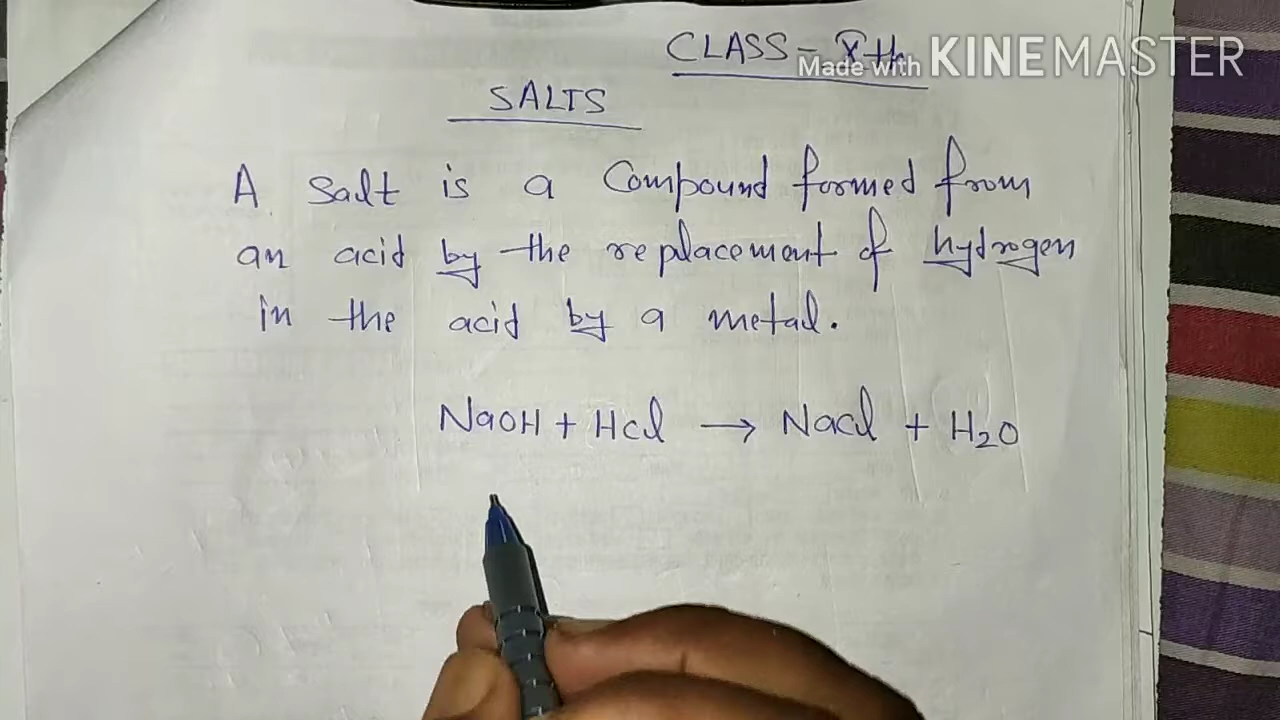 CLASS - Xth
Made with KINEMASTER
SALTS
A Salt is a Compound formed from
an acid by the replacement of hydrogen
in the acid by a metal.
NaOH + Hcl → Nacl + H₂O